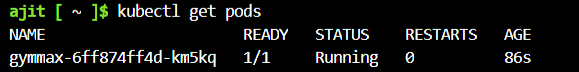 ajit [ ~ ]$ kubectl get pods
NAME                      READY   STATUS    RESTARTS   AGE
gymmax-6ff874ff4d-km5kq   1/1     Running   0          86s